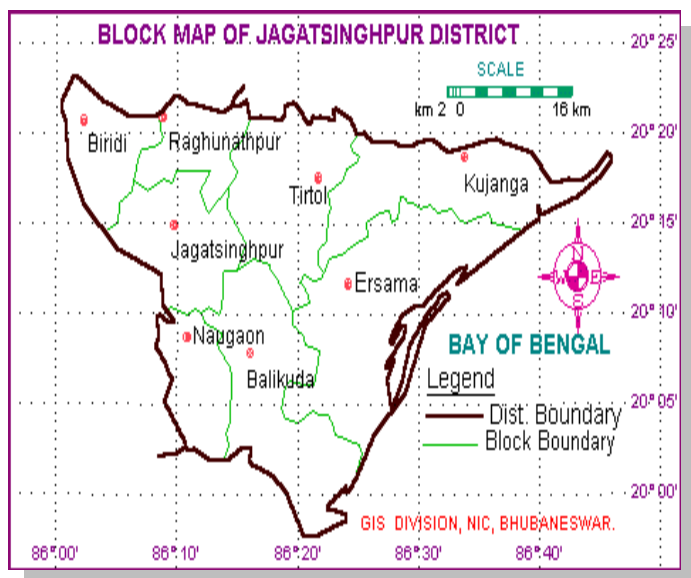 BLOCK MAP OF JAGATSINGHPUR DISTRICT
20°25'
SCALE
km 2 0 16 km
20°20'
Biridi
Raghunathpur
Tirtol
Kujanga
20°15'
Jagatsinghpur
N
W E
S
Ersama
20°10'
Naugaon
BAY OF BENGAL
Balikuda
Legend
20°05'
Dist. Boundary
Block Boundary
20°00'
GIS DIVISION, NIC, BHUBANESWAR.
86°00' 86°10' 86°20' 86°30' 86°40'